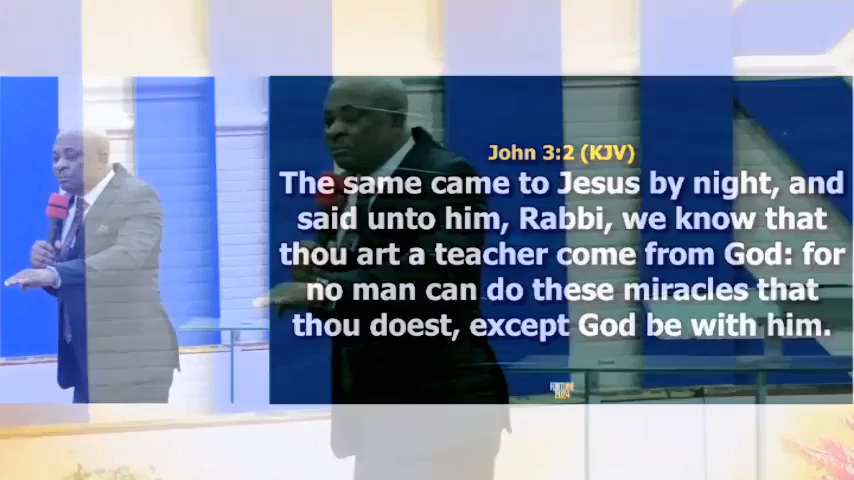 John 3:2 (KJV)
The same came to Jesus by night, and
said unto him, Rabbi, we know that
thou art a teacher come from God: for
no man can do these miracles that
thou doest, except God be with him.
2024